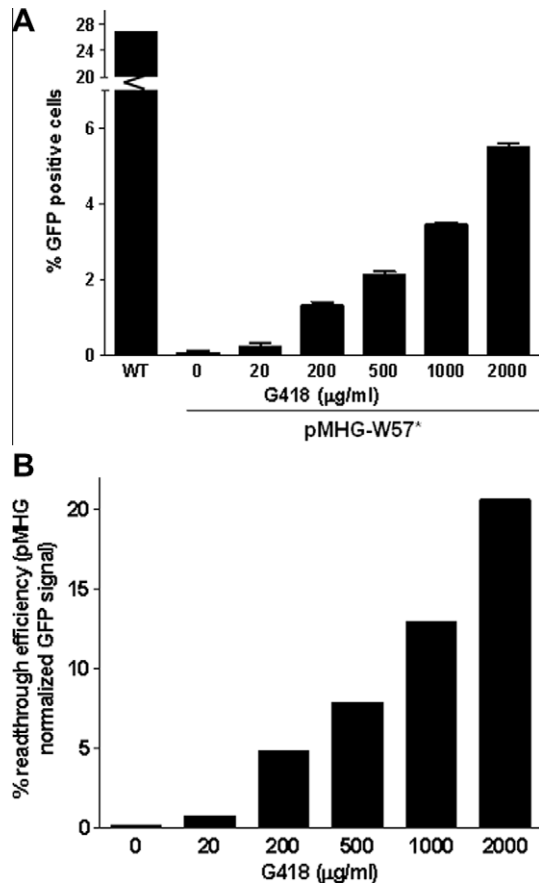 A
28
24
20
6
4
2
0
% GFP positive cells
WT 0 20 200 500 1000 2000
G418 (µg/ml)
pMHG-W57*
B
20
15
10
5
0
% readthrough efficiency (pMHG
normalized GFP signal)
0 20 200 500 1000 2000
G418 (µg/ml)